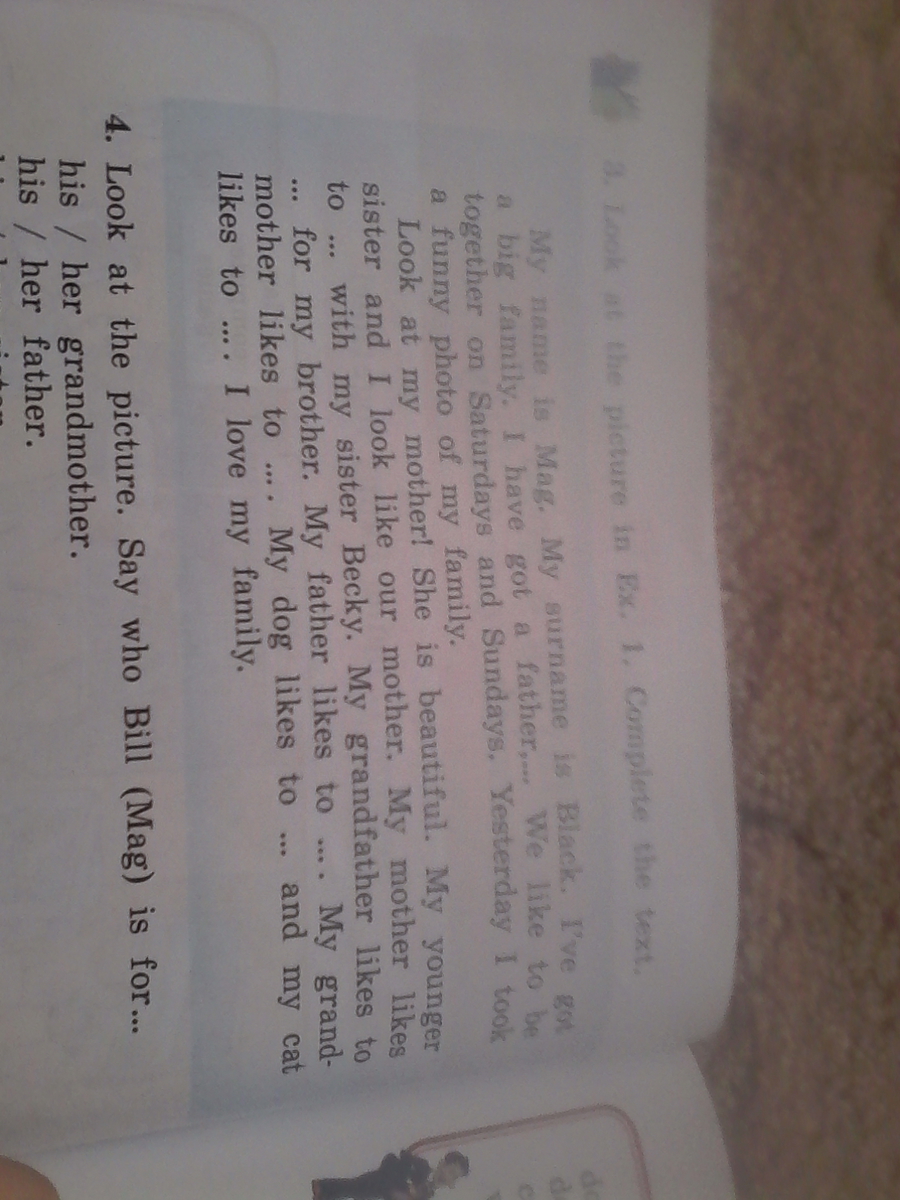 3. Look at the picture in Ex. 1. Complete the text.
My name is Mag. My surname is Black. I've got
a big family. I have got a father,... We like to be
together on Saturdays and Sundays. Yesterday I took
a funny photo of my family.
Look at my mother! She is beautiful. My younger
sister and I look like our mother. My mother likes
to ... with my sister Becky. My grandfather likes to
... for my brother. My father likes to ... . My grand-
mother likes to ... . My dog likes to ... and my cat
likes to ... . I love my family.
4. Look at the picture. Say who Bill (Mag) is for...
his / her grandmother.
his / her father.